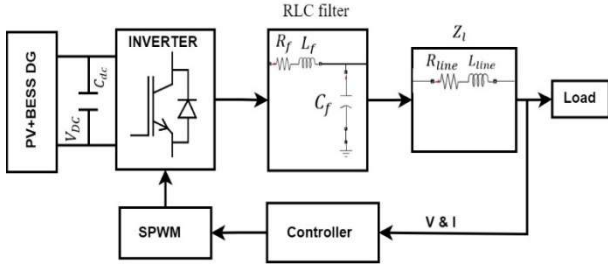 RLC filter
PV+BESS DG
C_dc
V_DC
INVERTER
R_f L_f
C_f
Z_l
R_line L_line
Load
V & I
SPWM
Controller